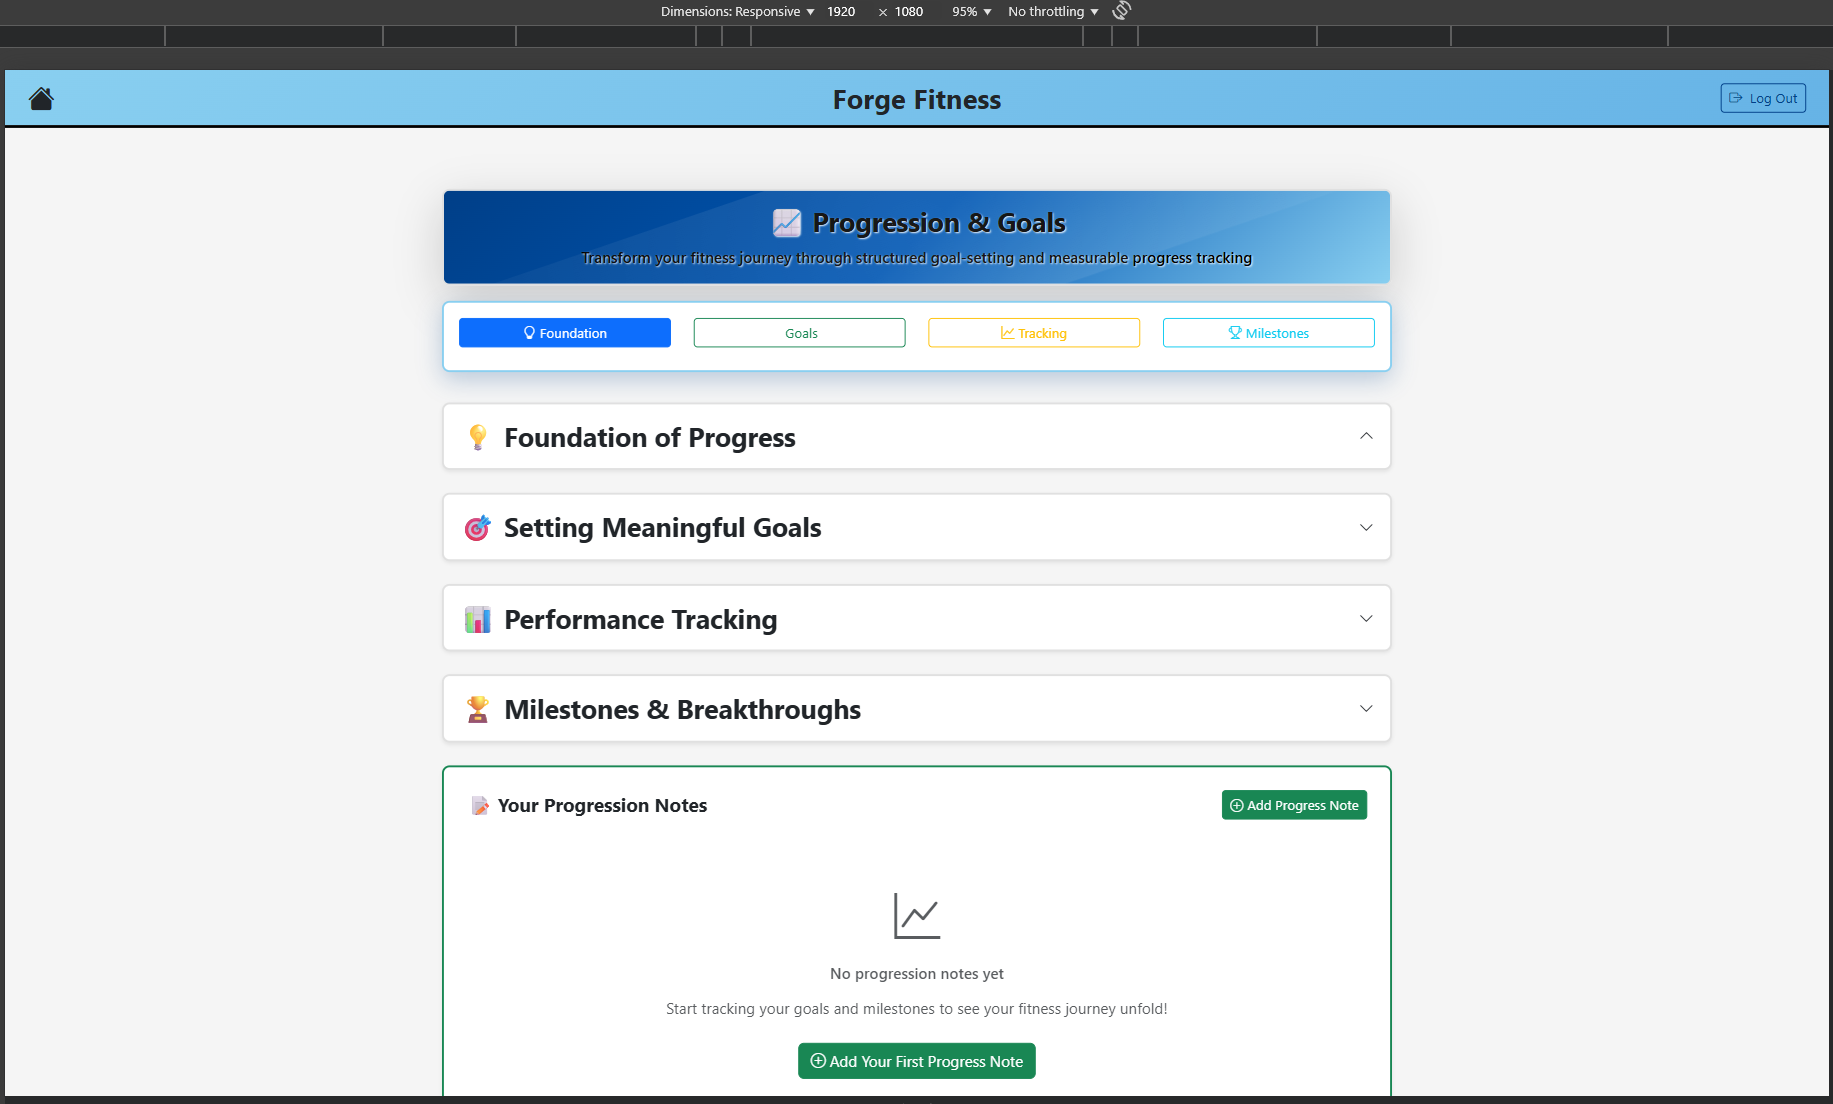 Dimensions: Responsive 1920 × 1080 95% No throttling
Forge Fitness
Log Out
Progression & Goals
Transform your fitness journey through structured goal-setting and measurable progress tracking
Foundation
Goals
Tracking
Milestones
Foundation of Progress
Setting Meaningful Goals
Performance Tracking
Milestones & Breakthroughs
Your Progression Notes
Add Progress Note
No progression notes yet
Start tracking your goals and milestones to see your fitness journey unfold!
Add Your First Progress Note